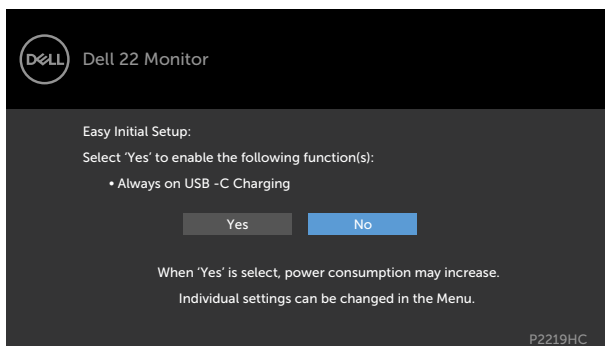 DELL
Dell 22 Monitor
Easy Initial Setup:
Select ‘Yes’ to enable the following function(s):
• Always on USB -C Charging
Yes No
When ‘Yes’ is select, power consumption may increase.
Individual settings can be changed in the Menu.
P2219HC